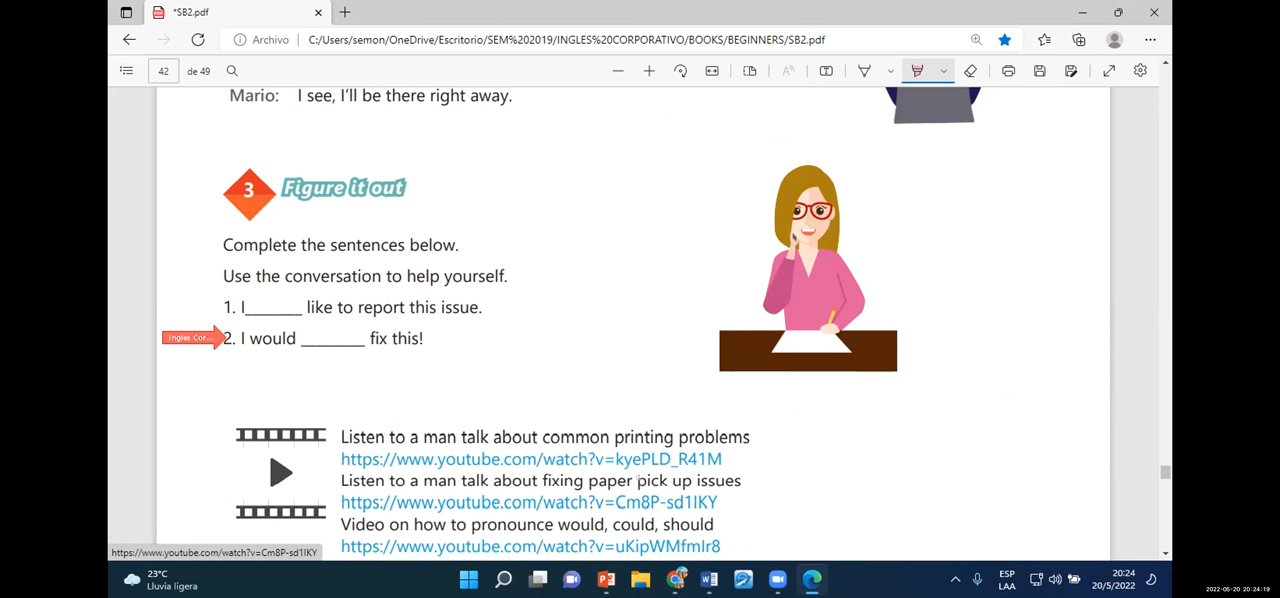 *SB2.pdf
Archivo
C:/Users/semon/OneDrive/Escritorio/SEM%202019/INGLES%20CORPORATIVO/BOOKS/BEGINNERS/SB2.pdf
42
de 49
Mario: I see, I'll be there right away.
3
Figure it out
Complete the sentences below.
Use the conversation to help yourself.
1. I_______ like to report this issue.
Ingles Cor...
2. I would ________ fix this!
Listen to a man talk about common printing problems
https://www.youtube.com/watch?v=kyePLD_R41M
Listen to a man talk about fixing paper pick up issues
https://www.youtube.com/watch?v=Cm8P-sd1IKY
Video on how to pronounce would, could, should
https://www.youtube.com/watch?v=uKipWMfmIr8
https://www.youtube.com/watch?v=Cm8P-sd1IKY
23°C
Lluvia ligera
ESP
LAA
20:24
20/5/2022
2022-05-20 20:24:19